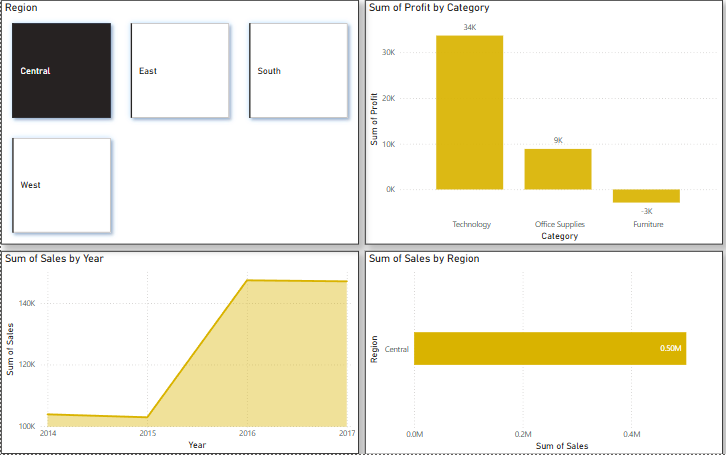 Region
Central
East
South
West
Sum of Profit by Category
34K
30K
20K
10K
9K
0K
-3K
Sum of Profit
Technology
Office Supplies
Furniture
Category
Sum of Sales by Year
140K
120K
100K
Sum of Sales
2014
2015
2016
2017
Year
Sum of Sales by Region
Region
Central
0.50M
0.0M
0.2M
0.4M
Sum of Sales